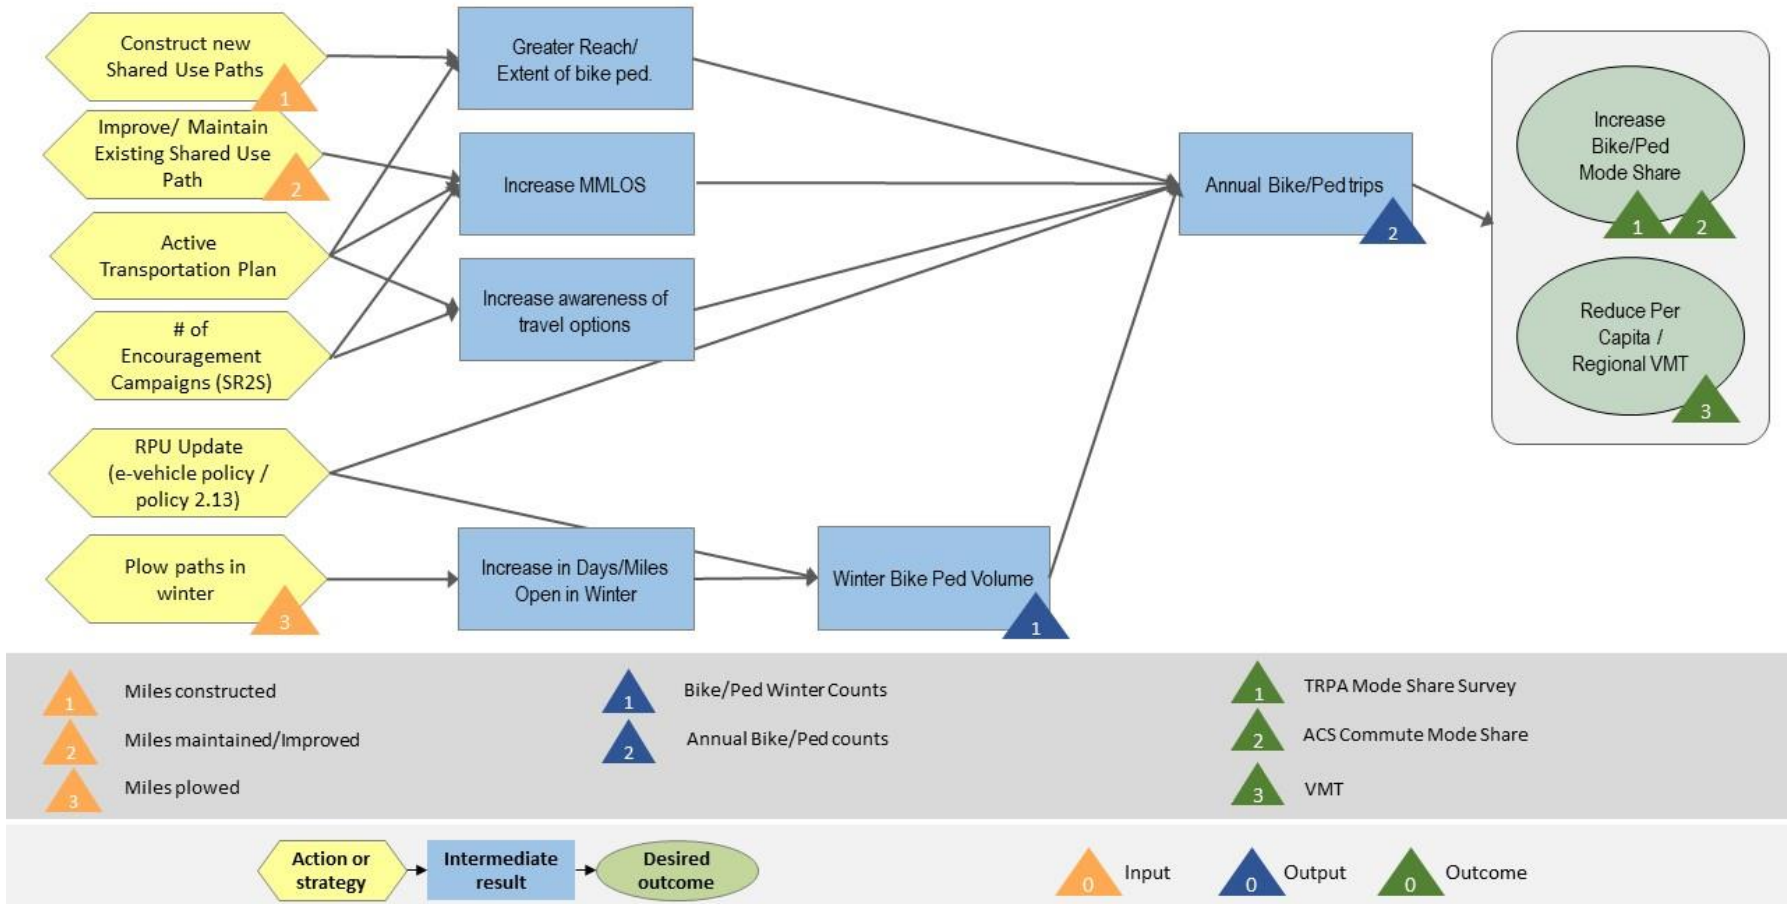 Construct new
Shared Use Paths
1
Improve/ Maintain
Existing Shared Use
Path
2
Active
Transportation Plan
# of
Encouragement
Campaigns (SR2S)
RPU Update
(e-vehicle policy /
policy 2.13)
Plow paths in
winter
3
Greater Reach/
Extent of bike ped.
Increase MMLOS
Increase awareness of
travel options
Increase in Days/Miles
Open in Winter
Winter Bike Ped Volume
1
Annual Bike/Ped trips
2
Increase
Bike/Ped
Mode Share
1 2
Reduce Per
Capita /
Regional VMT
3
1 Miles constructed
2 Miles maintained/Improved
3 Miles plowed
1 Bike/Ped Winter Counts
2 Annual Bike/Ped counts
1 TRPA Mode Share Survey
2 ACS Commute Mode Share
3 VMT
Action or
strategy
Intermediate
result
Desired
outcome
0 Input
0 Output
0 Outcome